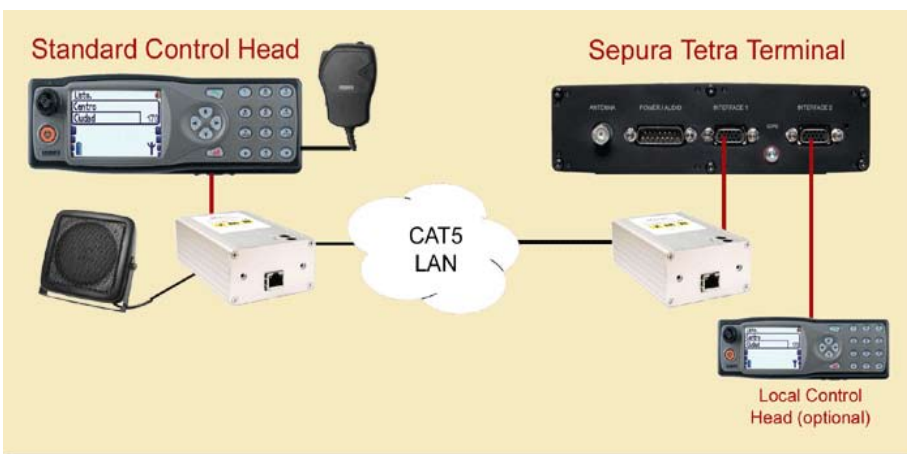 Standard Control Head
Sepura Tetra Terminal
Lists.
Centro
Ciudad
ANTENNA
POWER / AUDIO
INTERFACE 1
GPS
INTERFACE 2
CAT5
LAN
Local Control
Head (optional)